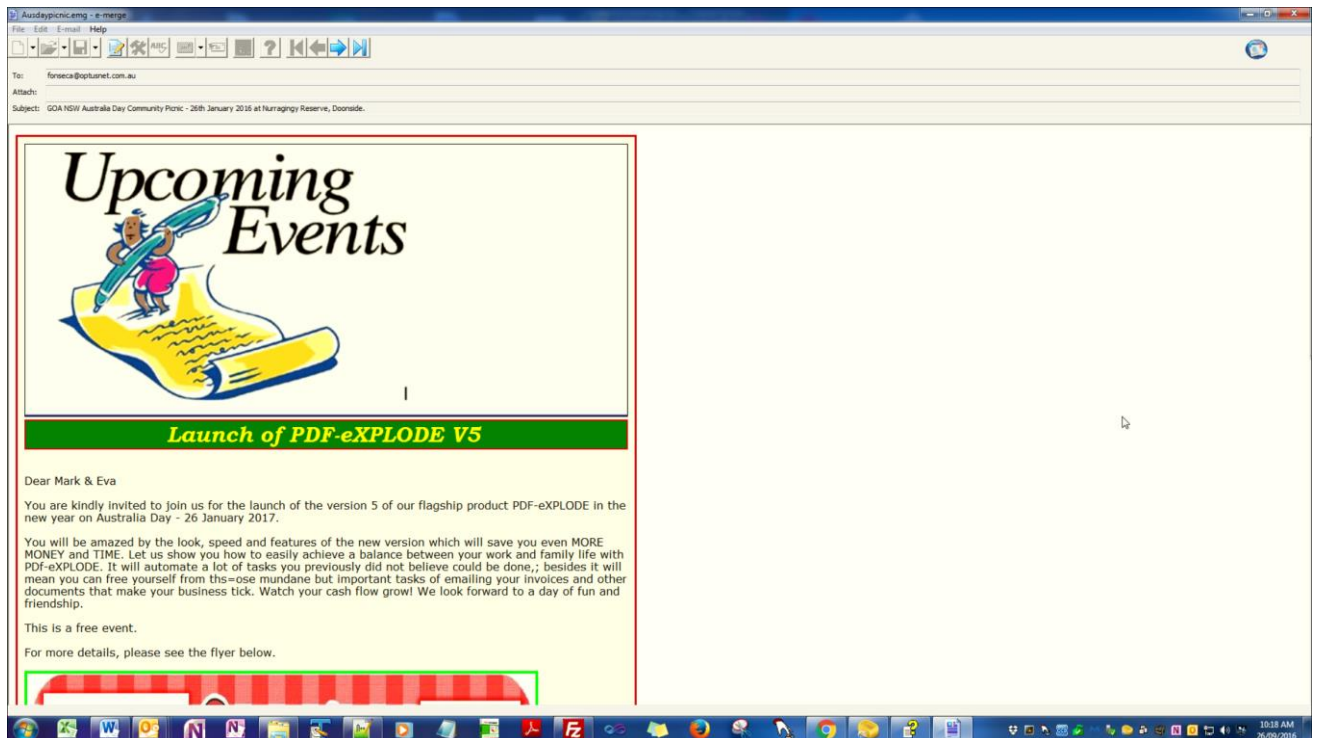 Ausdaypicnic.emg - e-merge
File Edit E-mail Help
To: fonseca@optusnet.com.au
Attach:
Subject: GOA NSW Australia Day Community Picnic - 26th January 2016 at Nurragingy Reserve, Doonside.
Upcoming
Events
Launch of PDF-eXPLODE V5
Dear Mark & Eva
You are kindly invited to join us for the launch of the version 5 of our flagship product PDF-eXPLODE in the
new year on Australia Day - 26 January 2017.
You will be amazed by the look, speed and features of the new version which will save you even MORE
MONEY and TIME. Let us show you how to easily achieve a balance between your work and family life with
PDF-eXPLODE. It will automate a lot of tasks you previously did not believe could be done,; besides it will
mean you can free yourself from ths=ose mundane but important tasks of emailing your invoices and other
documents that make your business tick. Watch your cash flow grow! We look forward to a day of fun and
friendship.
This is a free event.
For more details, please see the flyer below.
10:18 AM
26/09/2016